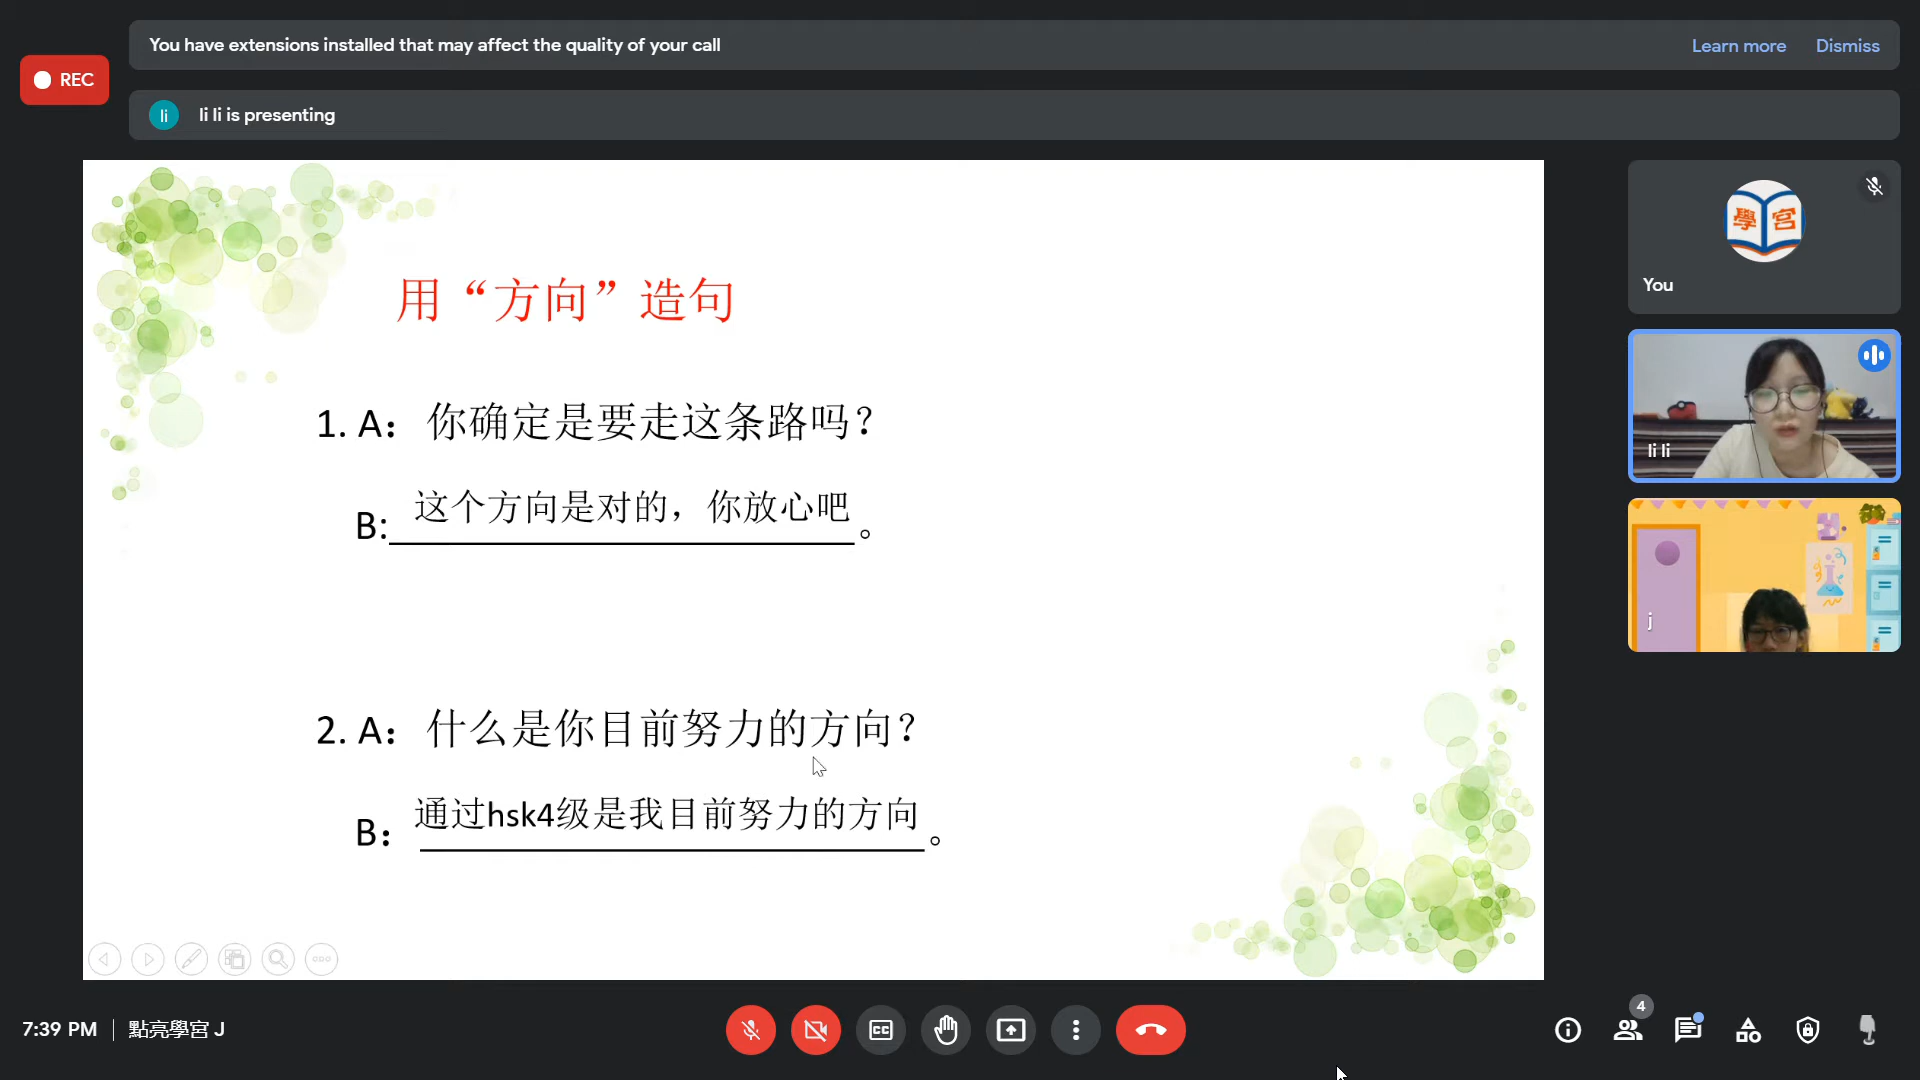 You have extensions installed that may affect the quality of your call
Learn more
Dismiss
REC
li
li li is presenting
用“方向”造句
1. A：你确定是要走这条路吗？
B:这个方向是对的，你放心吧。
2. A：什么是你目前努力的方向？
B：通过hsk4级是我目前努力的方向。
學宮
You
li li
j
7:39 PM
點亮學宮 J
CC
4